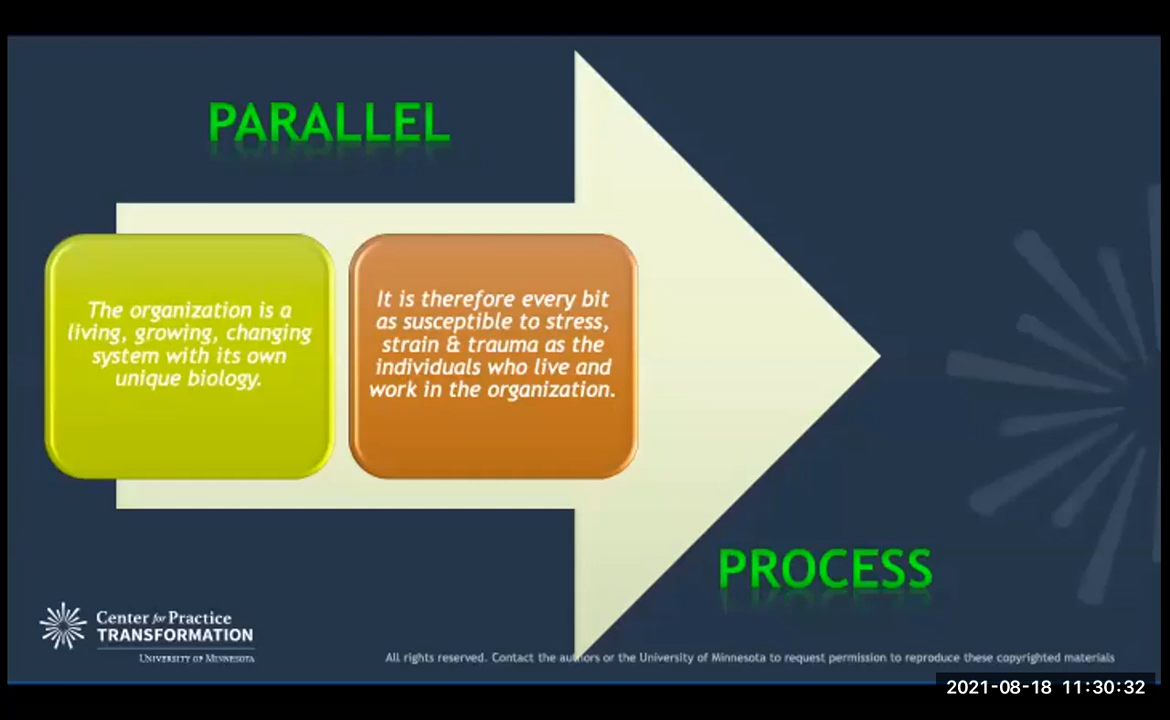 PARALLEL
The organization is a
living, growing, changing
system with its own
unique biology.
It is therefore every bit
as susceptible to stress,
strain & trauma as the
individuals who live and
work in the organization.
PROCESS
Center for Practice
TRANSFORMATION
UNIVERSITY OF MINNESOTA
All rights reserved. Contact the authors or the University of Minnesota to request permission to reproduce these copyrighted materials
2021-08-18 11:30:32